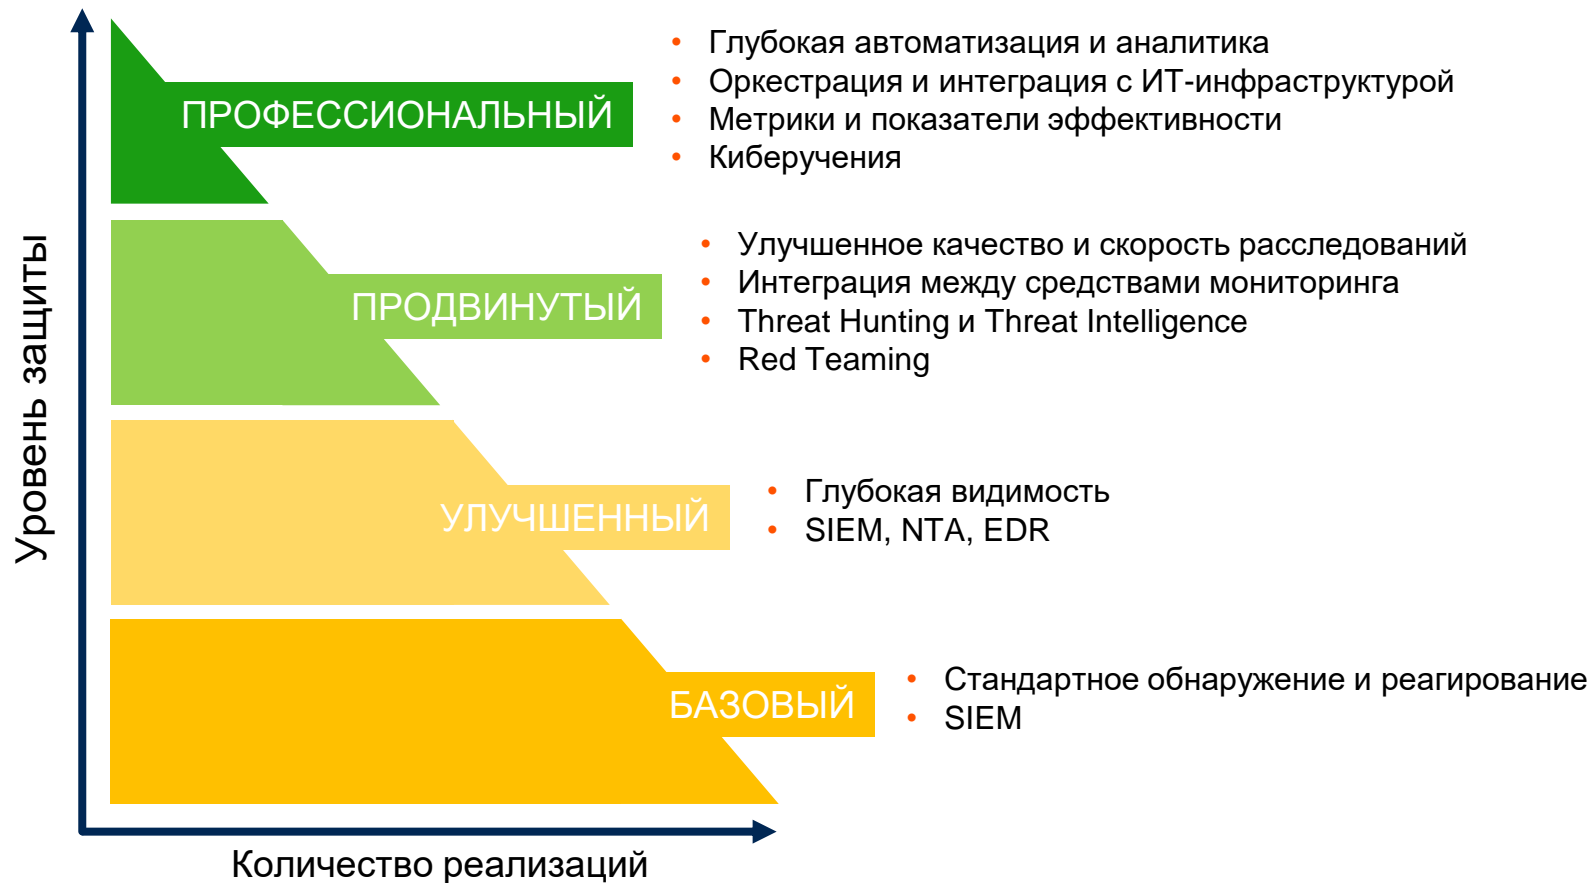 ПРОФЕССИОНАЛЬНЫЙ
• Глубокая автоматизация и аналитика
• Оркестрация и интеграция с ИТ-инфраструктурой
• Метрики и показатели эффективности
• Киберучения
ПРОДВИНУТЫЙ
• Улучшенное качество и скорость расследований
• Интеграция между средствами мониторинга
• Threat Hunting и Threat Intelligence
• Red Teaming
УЛУЧШЕННЫЙ
• Глубокая видимость
• SIEM, NTA, EDR
БАЗОВЫЙ
• Стандартное обнаружение и реагирование
• SIEM
Уровень защиты
Количество реализаций